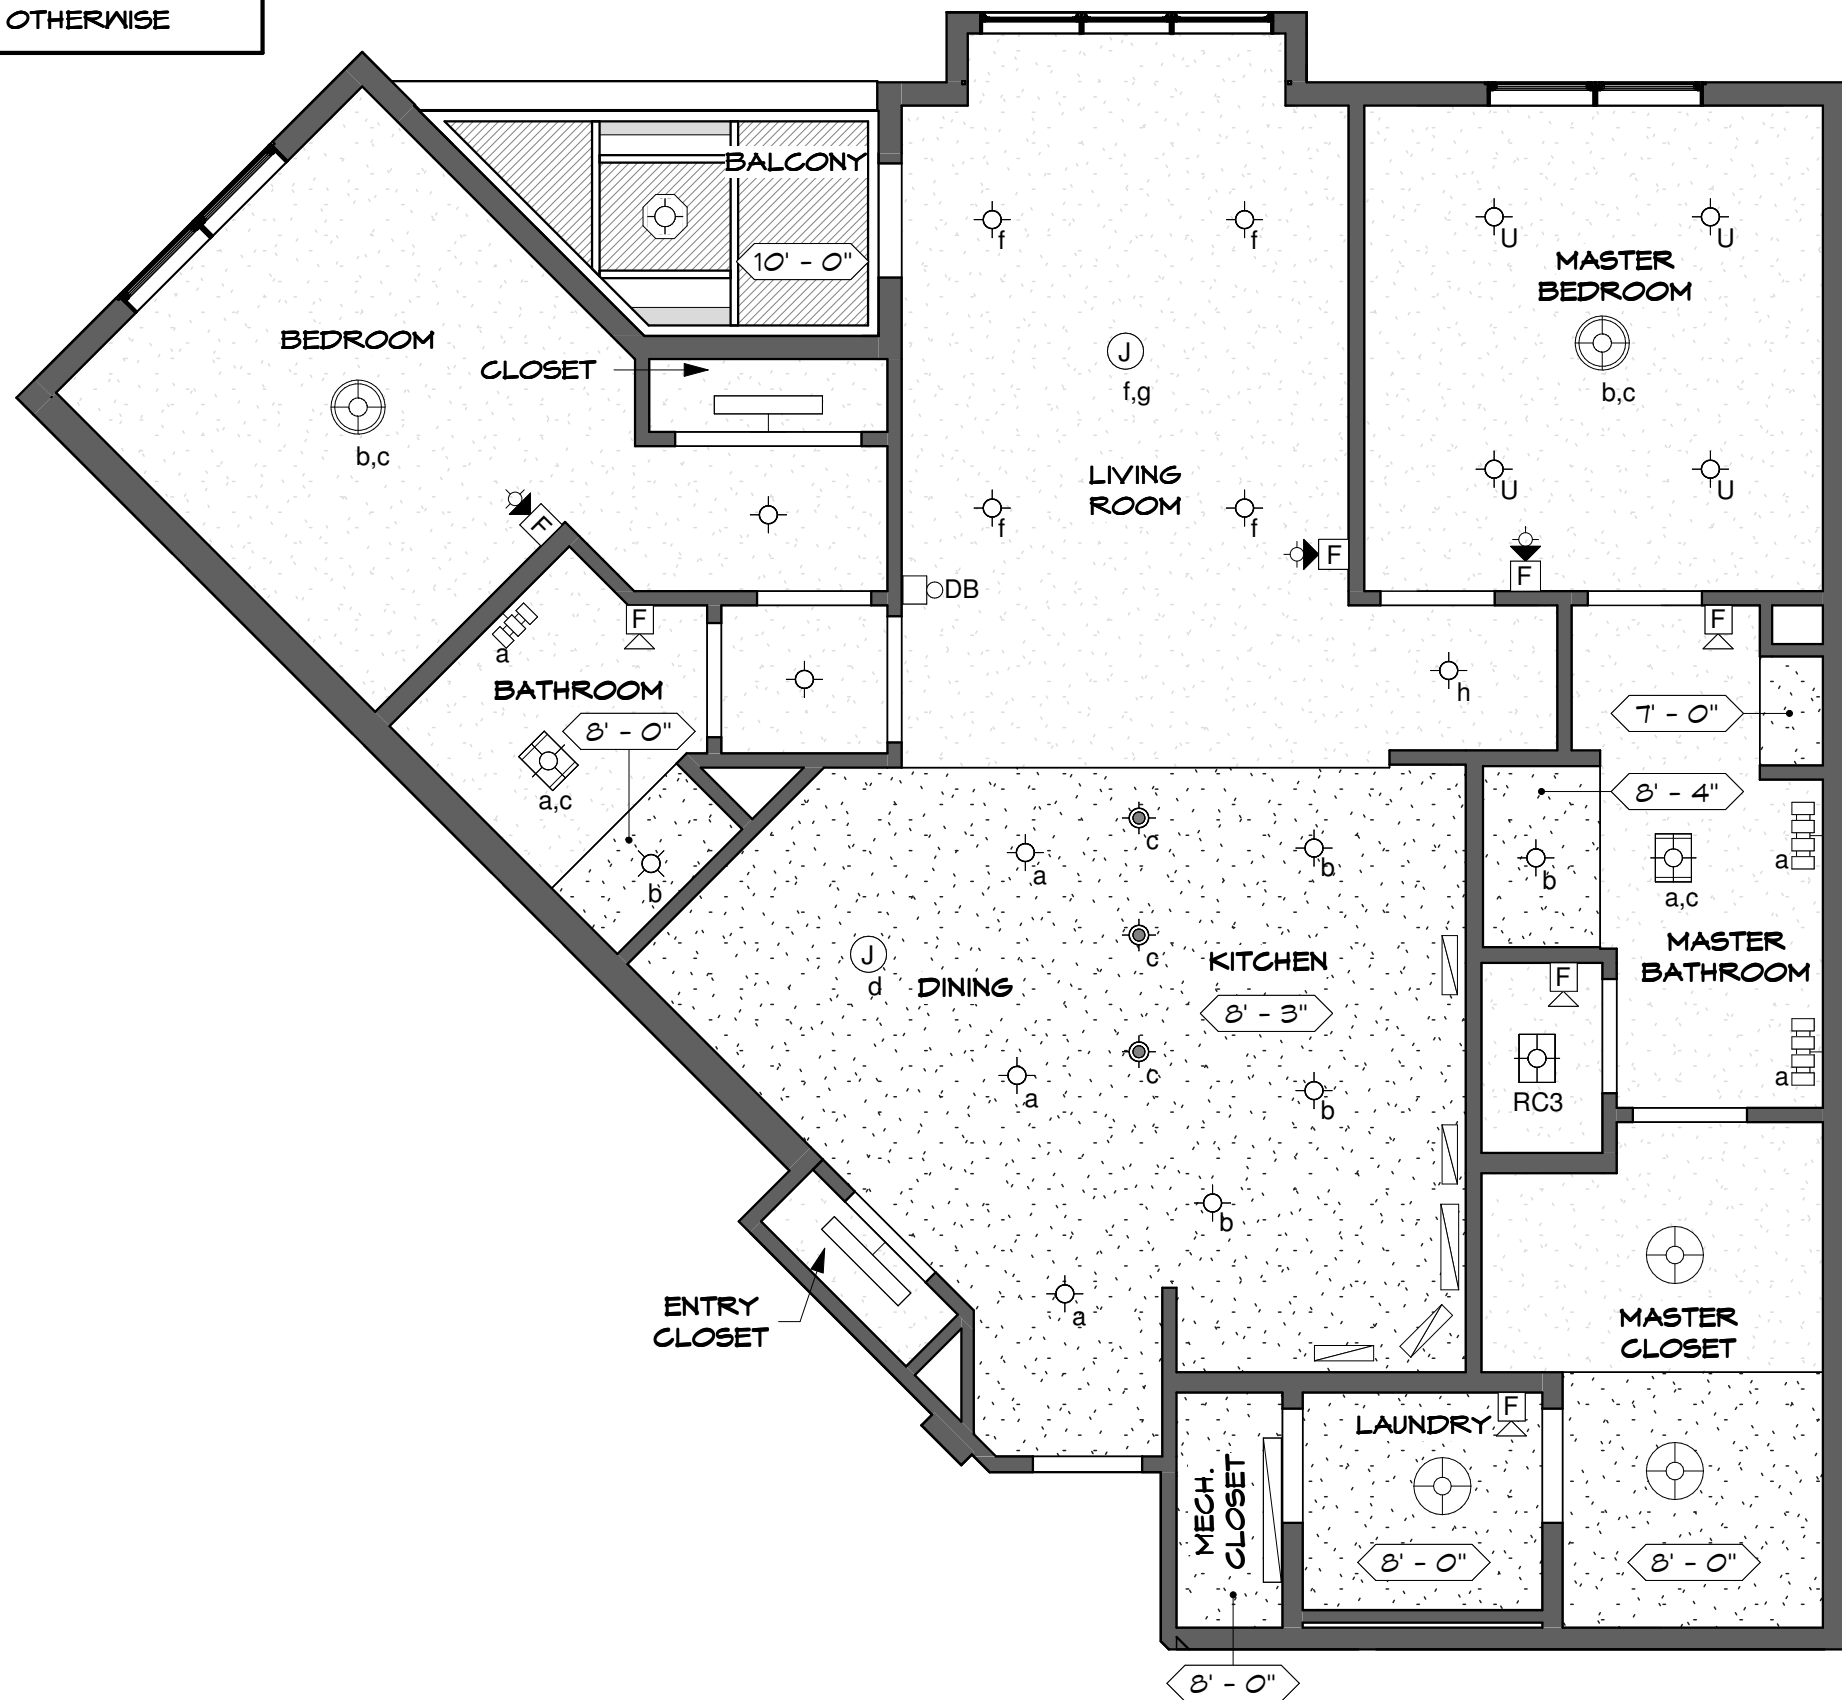 OTHERWISE
BALCONY
10' - 0"
BEDROOM
b,c
CLOSET
F
f
f
J
f,g
LIVING
ROOM
f
f
F
DB
h
U
U
MASTER
BEDROOM
b,c
U
U
F
F
a
BATHROOM
8' - 0"
a,c
b
F
7' - 0"
8' - 4"
b
a,c
a
MASTER
BATHROOM
a
F
RC3
c
a
b
c
J
d
DINING
KITCHEN
8' - 3"
c
a
b
b
a
ENTRY
CLOSET
MASTER
CLOSET
8' - 0"
LAUNDRY
F
8' - 0"
MECH.
CLOSET
8' - 0"